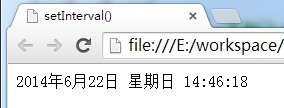 setInterval()
file:///E:/workspace/
2014年6月22日 星期日 14:46:18